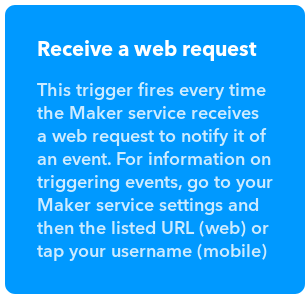 Receive a web request
This trigger fires every time
the Maker service receives
a web request to notify it of
an event. For information on
triggering events, go to your
Maker service settings and
then the listed URL (web) or
tap your username (mobile)